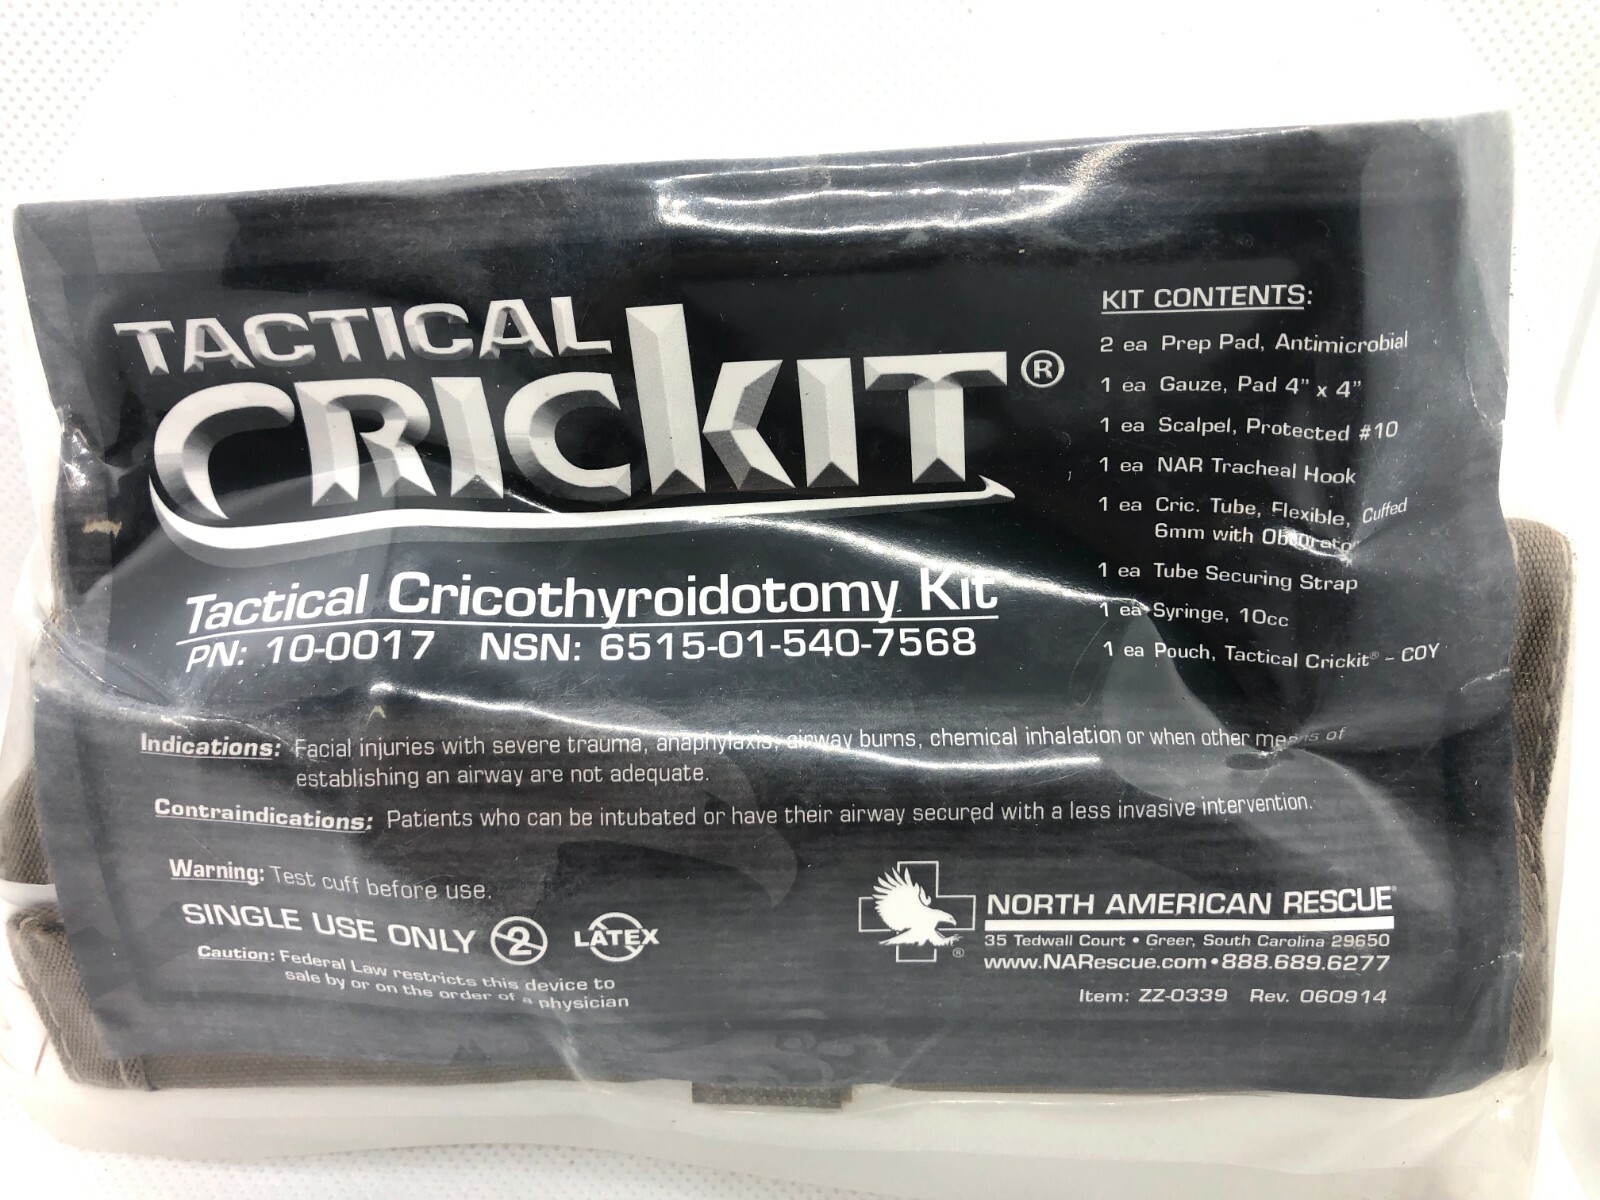 TACTICAL
CRICKIT®
Tactical Cricothyroidotomy Kit
PN: 10-0017 NSN: 6515-01-540-7568
KIT CONTENTS:
2 ea Prep Pad, Antimicrobial
1 ea Gauze, Pad 4" x 4"
1 ea Scalpel, Protected #10
1 ea NAR Tracheal Hook
1 ea Cric. Tube, Flexible, Cuffed
6mm with Obturator
1 ea Tube Securing Strap
1 ea Syringe, 10cc
1 ea Pouch, Tactical Crickit® - COY
Indications: Facial injuries with severe trauma, anaphylaxis, airway burns, chemical inhalation or when other means of
establishing an airway are not adequate.
Contraindications: Patients who can be intubated or have their airway secured with a less invasive intervention.
Warning: Test cuff before use.
SINGLE USE ONLY 2 LATEX
Caution: Federal Law restricts this device to
sale by or on the order of a physician
NORTH AMERICAN RESCUE®
35 Tedwall Court • Greer, South Carolina 29650
www.NARescue.com • 888.689.6277
Item: ZZ-0339 Rev. 060914